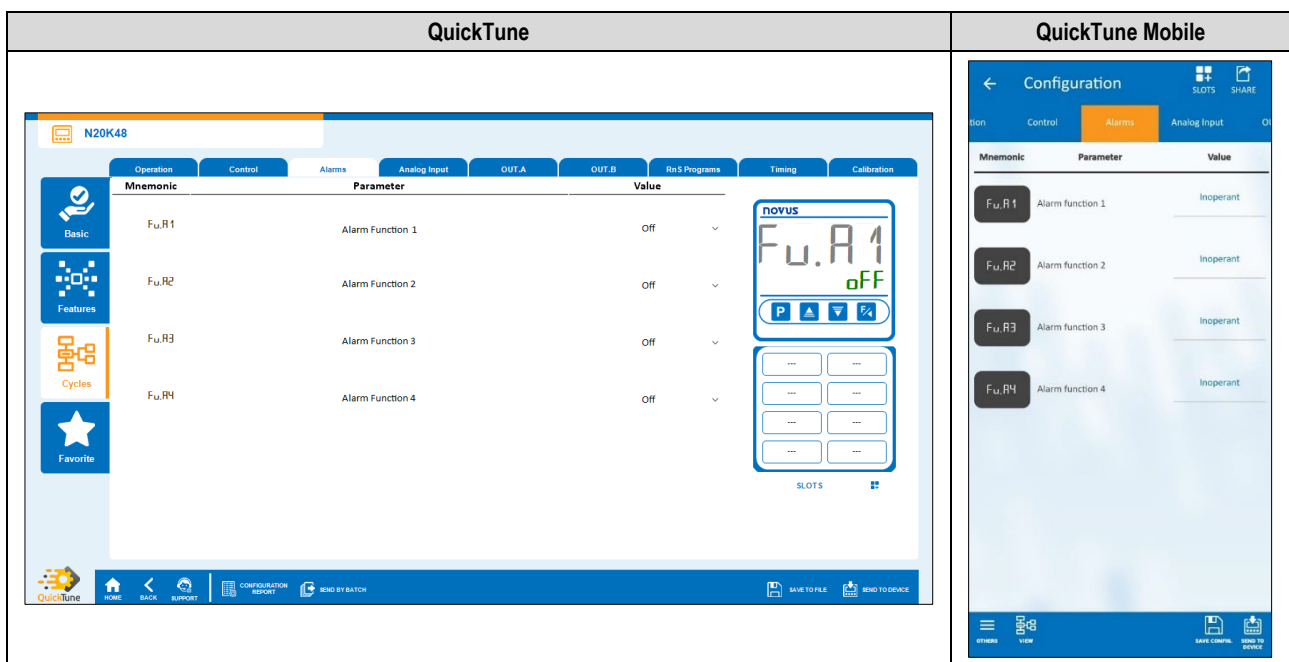 QuickTune
QuickTune Mobile
N20K48
Operation Control Alarms Analog Input OUT.A OUT.B RnS Programs Timing Calibration
Mnemonic Parameter Value
Basic
Features
Cycles
Favorite
Fu.A1 Alarm Function 1 Off
Fu.A2 Alarm Function 2 Off
Fu.A3 Alarm Function 3 Off
Fu.A4 Alarm Function 4 Off
novus
Fu.A1
oFF
P F/
--- ---
--- ---
--- ---
--- ---
SLOTS
QuickTune
HOME BACK SUPPORT CONFIGURATION REPORT SEND BY BATCH SAVE TO FILE SEND TO DEVICE
Configuration SLOTS SHARE
tion Control Alarms Analog Input OU
Mnemonic Parameter Value
Fu.A1 Alarm function 1 Inoperant
Fu.A2 Alarm function 2 Inoperant
Fu.A3 Alarm function 3 Inoperant
Fu.A4 Alarm function 4 Inoperant
OTHERS VIEW SAVE CONFIG. SEND TO DEVICE